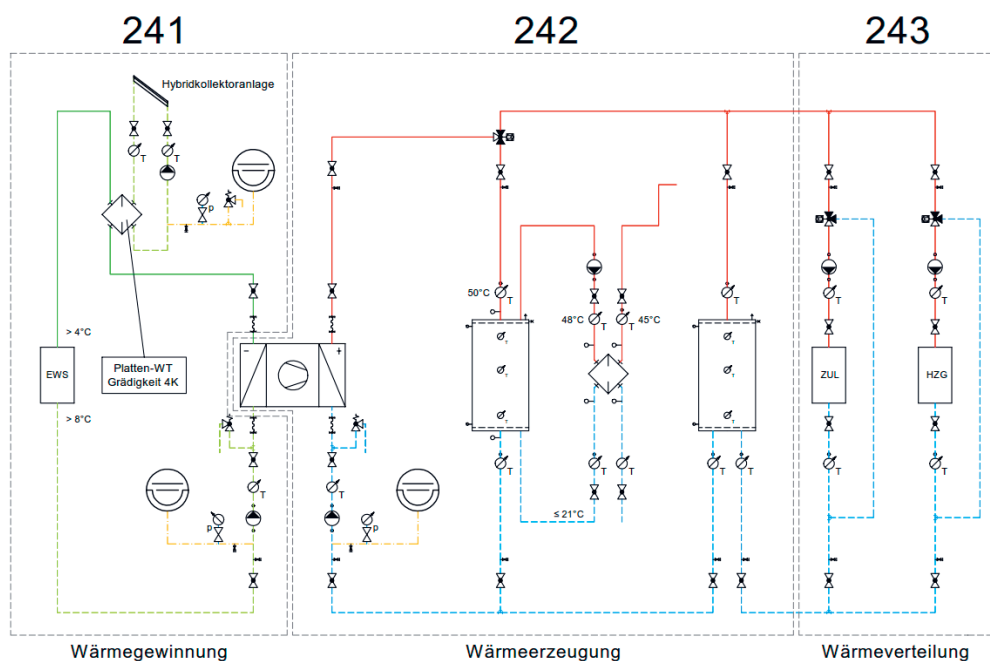 241
242
243
Hybridkollektoranlage
T
T
p
> 4°C
EWS
> 8°C
Platten-WT
Grädigkeit 4K
-
+
T
p
T
p
50°C
T
48°C
T
45°C
T
T
T
T
T
T
T
T
T
T
T
T
T
T
≤ 21°C
T
T
ZUL
HZG
T
T
Wärmegewinnung
Wärmeerzeugung
Wärmeverteilung